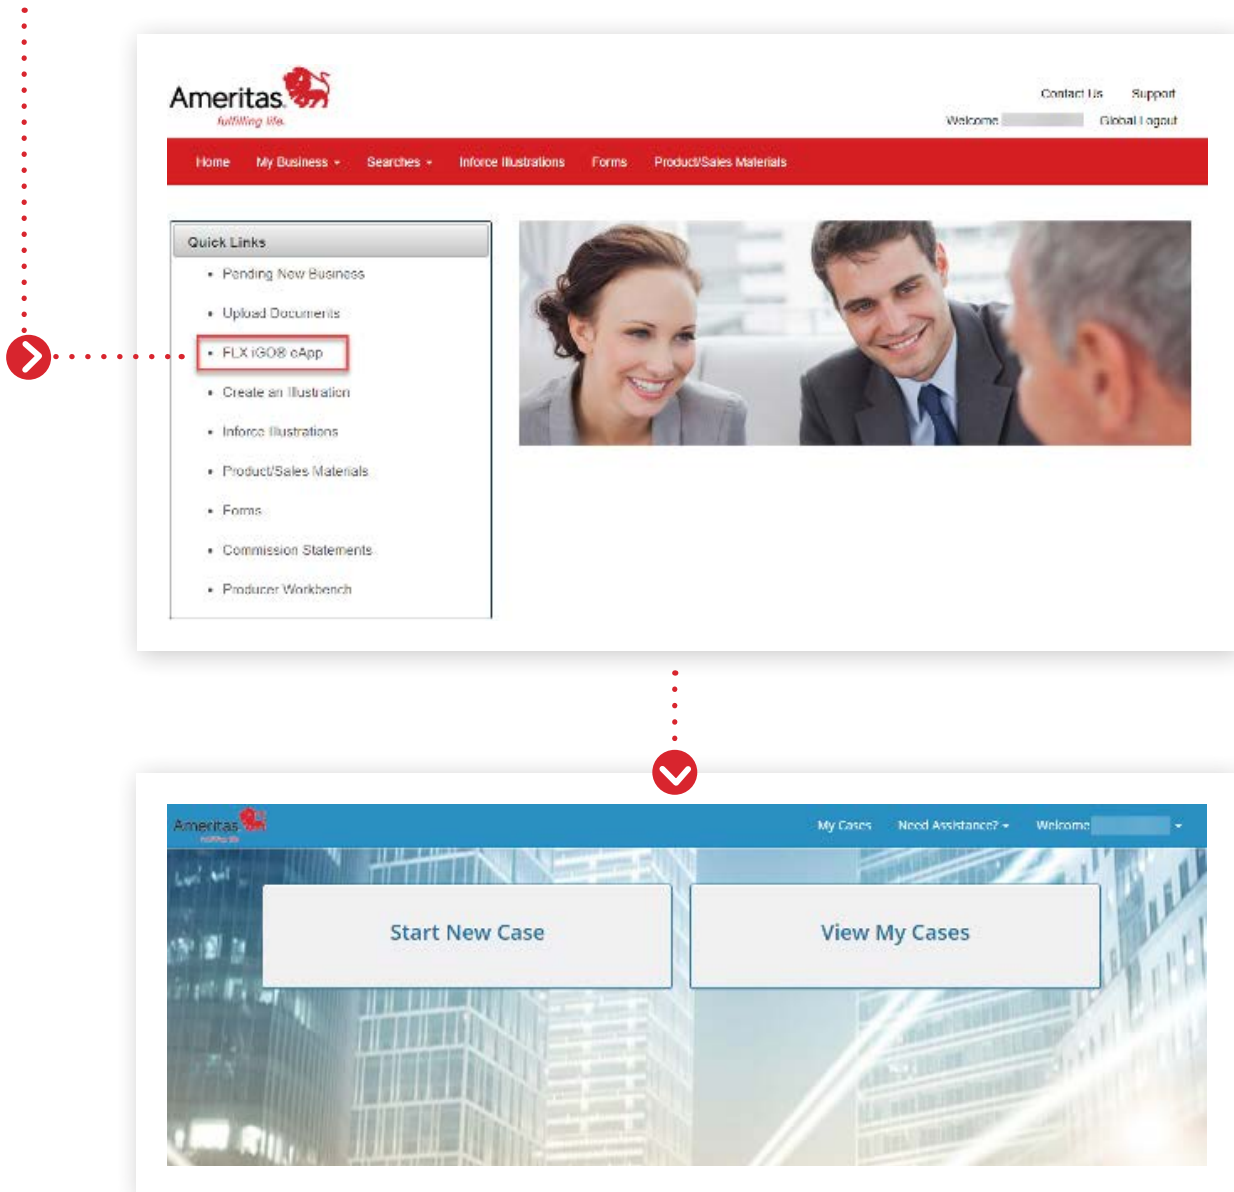 Ameritas
fulfilling life.
Contact Us Support
Welcome Global Logout
Home My Business Searches Inforce Illustrations Forms Product/Sales Materials
Quick Links
• Pending New Business
• Upload Documents
• FLX iGO® eApp
• Create an Illustration
• Inforce Illustrations
• Product/Sales Materials
• Forms
• Commission Statements
• Producer Workbench
Ameritas
fulfilling life.
My Cases Need Assistance? Welcome
Start New Case View My Cases